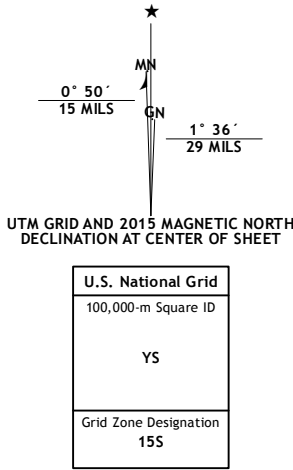 MN
0° 50´
15 MILS
GN
1° 36´
29 MILS
UTM GRID AND 2015 MAGNETIC NORTH
DECLINATION AT CENTER OF SHEET
U.S. National Grid
100,000-m Square ID
YS
Grid Zone Designation
15S